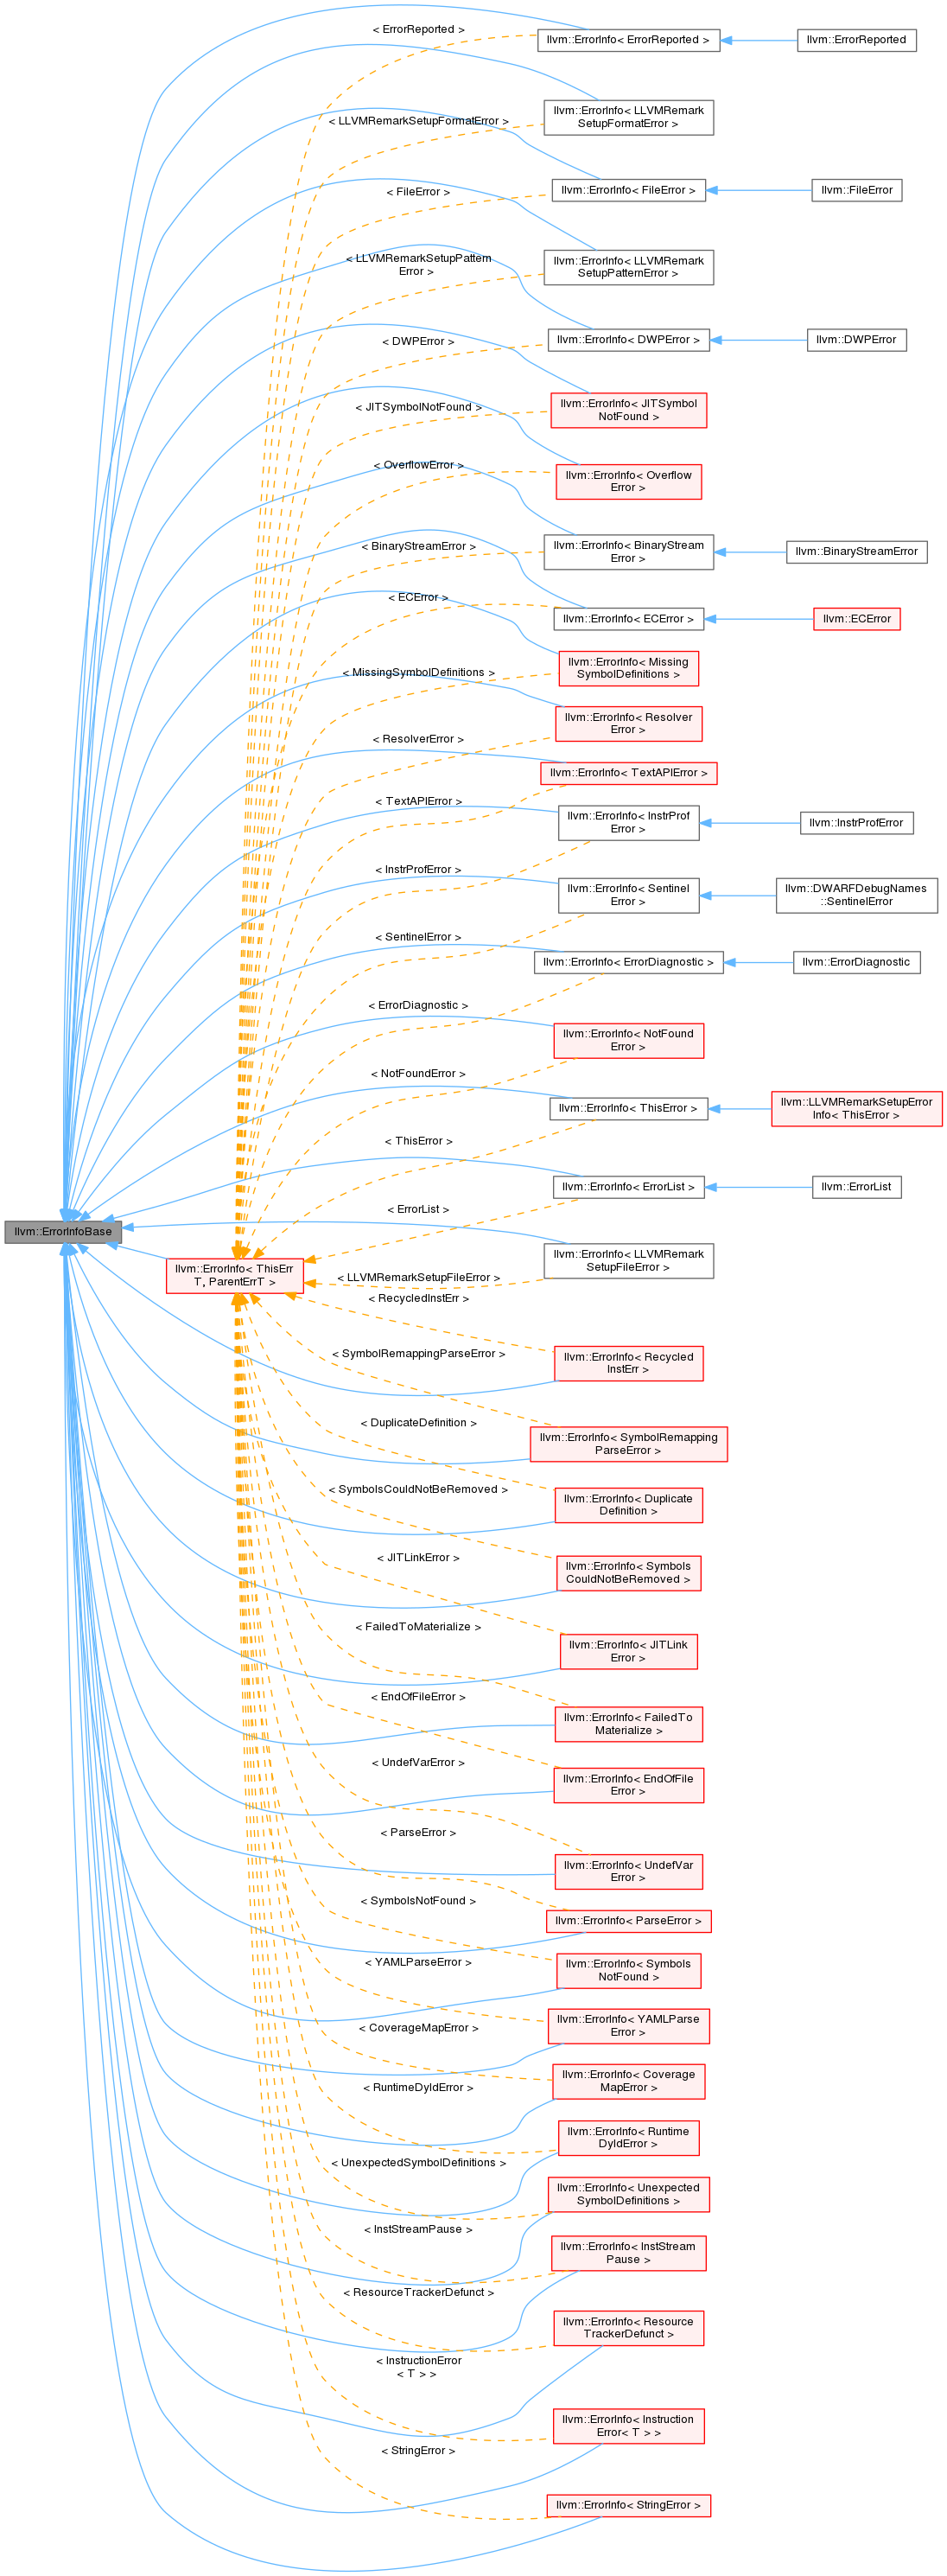 < ErrorReported >
llvm::ErrorInfo< ErrorReported >
llvm::ErrorReported
llvm::ErrorInfo< LLVMRemark
SetupFormatError >
< LLVMRemarkSetupFormatError >
llvm::ErrorInfo< FileError >
llvm::FileError
< FileError >
llvm::ErrorInfo< LLVMRemark
SetupPatternError >
< LLVMRemarkSetupPattern
Error >
llvm::ErrorInfo< DWPError >
llvm::DWPError
< DWPError >
llvm::ErrorInfo< JITSymbol
NotFound >
< JITSymbolNotFound >
llvm::ErrorInfo< Overflow
Error >
< OverflowError >
llvm::ErrorInfo< BinaryStream
Error >
llvm::BinaryStreamError
< BinaryStreamError >
llvm::ErrorInfo< ECError >
llvm::ECError
< ECError >
llvm::ErrorInfo< Missing
SymbolDefinitions >
< MissingSymbolDefinitions >
llvm::ErrorInfo< Resolver
Error >
< ResolverError >
llvm::ErrorInfo< TextAPIError >
< TextAPIError >
llvm::ErrorInfo< InstrProf
Error >
llvm::InstrProfError
< InstrProfError >
llvm::ErrorInfo< Sentinel
Error >
llvm::DWARFDebugNames
::SentinelError
< SentinelError >
llvm::ErrorInfo< ErrorDiagnostic >
llvm::ErrorDiagnostic
< ErrorDiagnostic >
llvm::ErrorInfo< NotFound
Error >
< NotFoundError >
llvm::ErrorInfo< ThisError >
llvm::LLVMRemarkSetupError
Info< ThisError >
< ThisError >
llvm::ErrorInfo< ErrorList >
llvm::ErrorList
< ErrorList >
llvm::ErrorInfoBase
llvm::ErrorInfo< LLVMRemark
SetupFileError >
llvm::ErrorInfo< ThisErr
T, ParentErrT >
< LLVMRemarkSetupFileError >
< RecycledInstErr >
llvm::ErrorInfo< Recycled
InstErr >
< SymbolRemappingParseError >
llvm::ErrorInfo< SymbolRemapping
ParseError >
< DuplicateDefinition >
llvm::ErrorInfo< Duplicate
Definition >
< SymbolsCouldNotBeRemoved >
llvm::ErrorInfo< Symbols
CouldNotBeRemoved >
< JITLinkError >
llvm::ErrorInfo< JITLink
Error >
< FailedToMaterialize >
llvm::ErrorInfo< FailedTo
Materialize >
< EndOfFileError >
llvm::ErrorInfo< EndOfFile
Error >
< UndefVarError >
llvm::ErrorInfo< UndefVar
Error >
< ParseError >
llvm::ErrorInfo< ParseError >
< SymbolsNotFound >
llvm::ErrorInfo< Symbols
NotFound >
< YAMLParseError >
llvm::ErrorInfo< YAMLParse
Error >
< CoverageMapError >
llvm::ErrorInfo< Coverage
MapError >
< RuntimeDyldError >
llvm::ErrorInfo< Runtime
DyldError >
< UnexpectedSymbolDefinitions >
llvm::ErrorInfo< Unexpected
SymbolDefinitions >
< InstStreamPause >
llvm::ErrorInfo< InstStream
Pause >
< ResourceTrackerDefunct >
llvm::ErrorInfo< Resource
TrackerDefunct >
< InstructionError
< T > >
llvm::ErrorInfo< Instruction
Error< T > >
< StringError >
llvm::ErrorInfo< StringError >